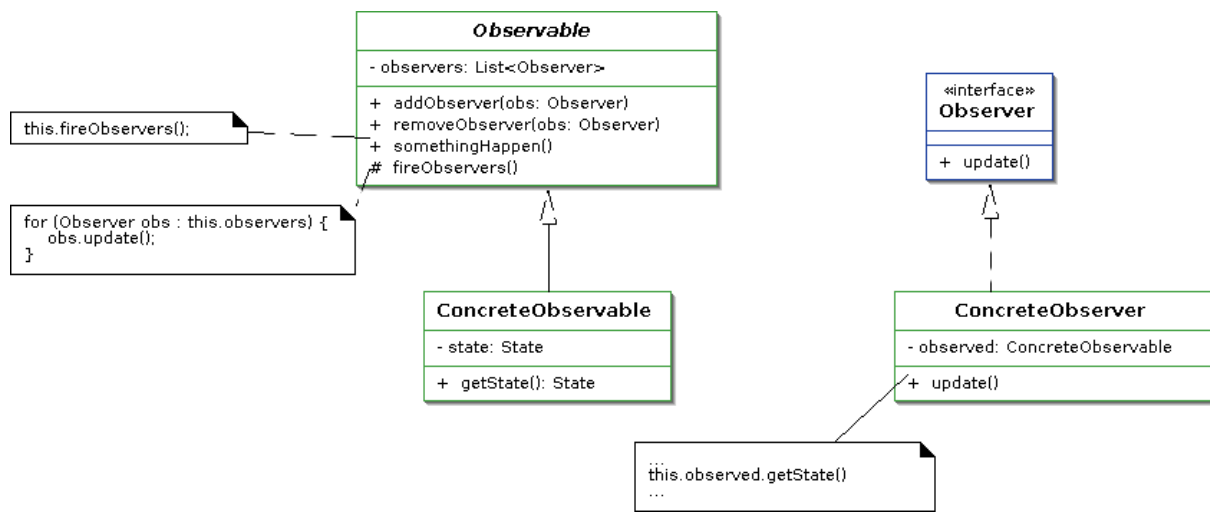 Observable
- observers: List<Observer>
+ addObserver(obs: Observer)
+ removeObserver(obs: Observer)
+ somethingHappen()
# fireObservers()
this.fireObservers();
for (Observer obs : this.observers) {
obs.update();
}
«interface»
Observer
+ update()
ConcreteObservable
- state: State
+ getState(): State
ConcreteObserver
- observed: ConcreteObservable
+ update()
...
this.observed.getState()
...